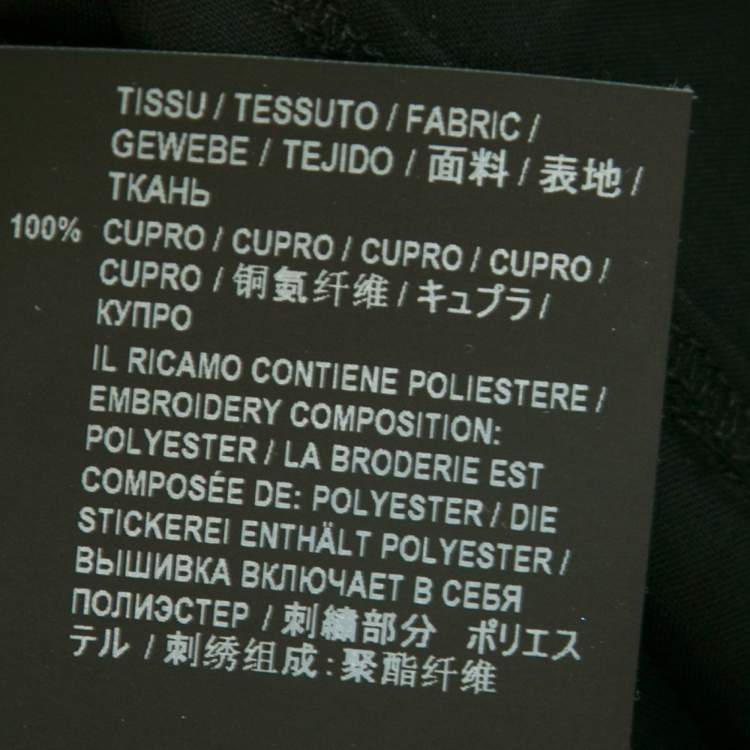 TISSU / TESSUTO / FABRIC /
GEWEBE / TEJIDO / 面料 / 表地 /
ТКАНЬ
100% CUPRO / CUPRO / CUPRO / CUPRO /
CUPRO / 铜氨纤维 / キュプラ /
КУПРО
IL RICAMO CONTIENE POLIESTERE /
EMBROIDERY COMPOSITION:
POLYESTER / LA BRODERIE EST
COMPOSÉE DE: POLYESTER / DIE
STICKEREI ENTHÄLT POLYESTER /
ВЫШИВКА ВКЛЮЧАЕТ В СЕБЯ
ПОЛИЭСТЕР / 刺繍部分 ポリエス
テル / 刺绣组成:聚酯纤维